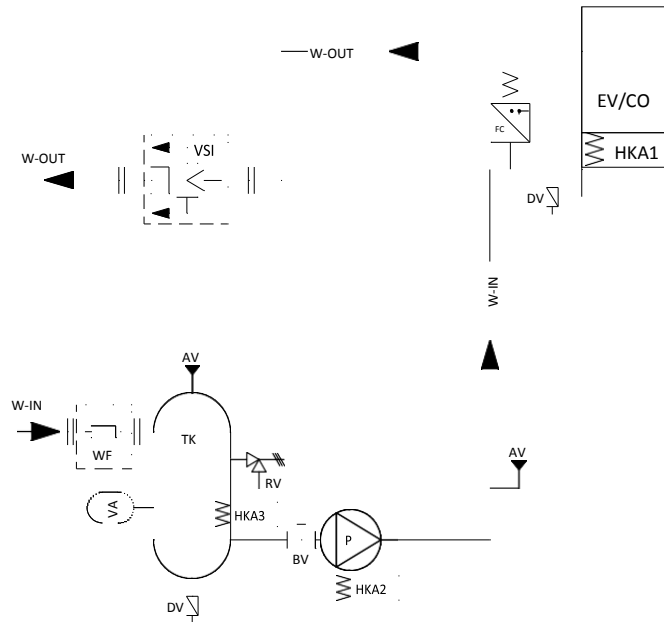 W-OUT
EV/CO
FC
VSI
HKA1
W-OUT
DV
W-IN
AV
W-IN
TK
WF
AV
RV
VA
HKA3
P
BV
HKA2
DV